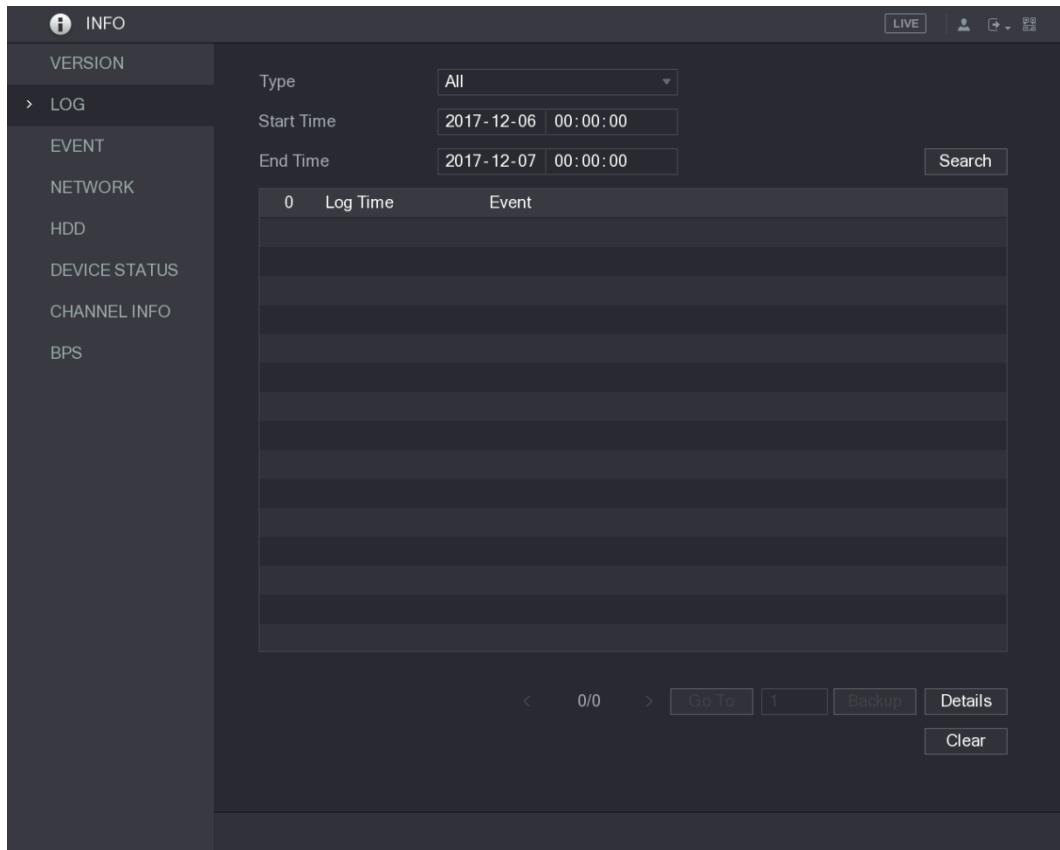 INFO LIVE
VERSION
LOG
EVENT
NETWORK
HDD
DEVICE STATUS
CHANNEL INFO
BPS
Type All
Start Time 2017-12-06 00:00:00
End Time 2017-12-07 00:00:00 Search
0 Log Time Event
0/0 Go To 1 Backup Details
Clear